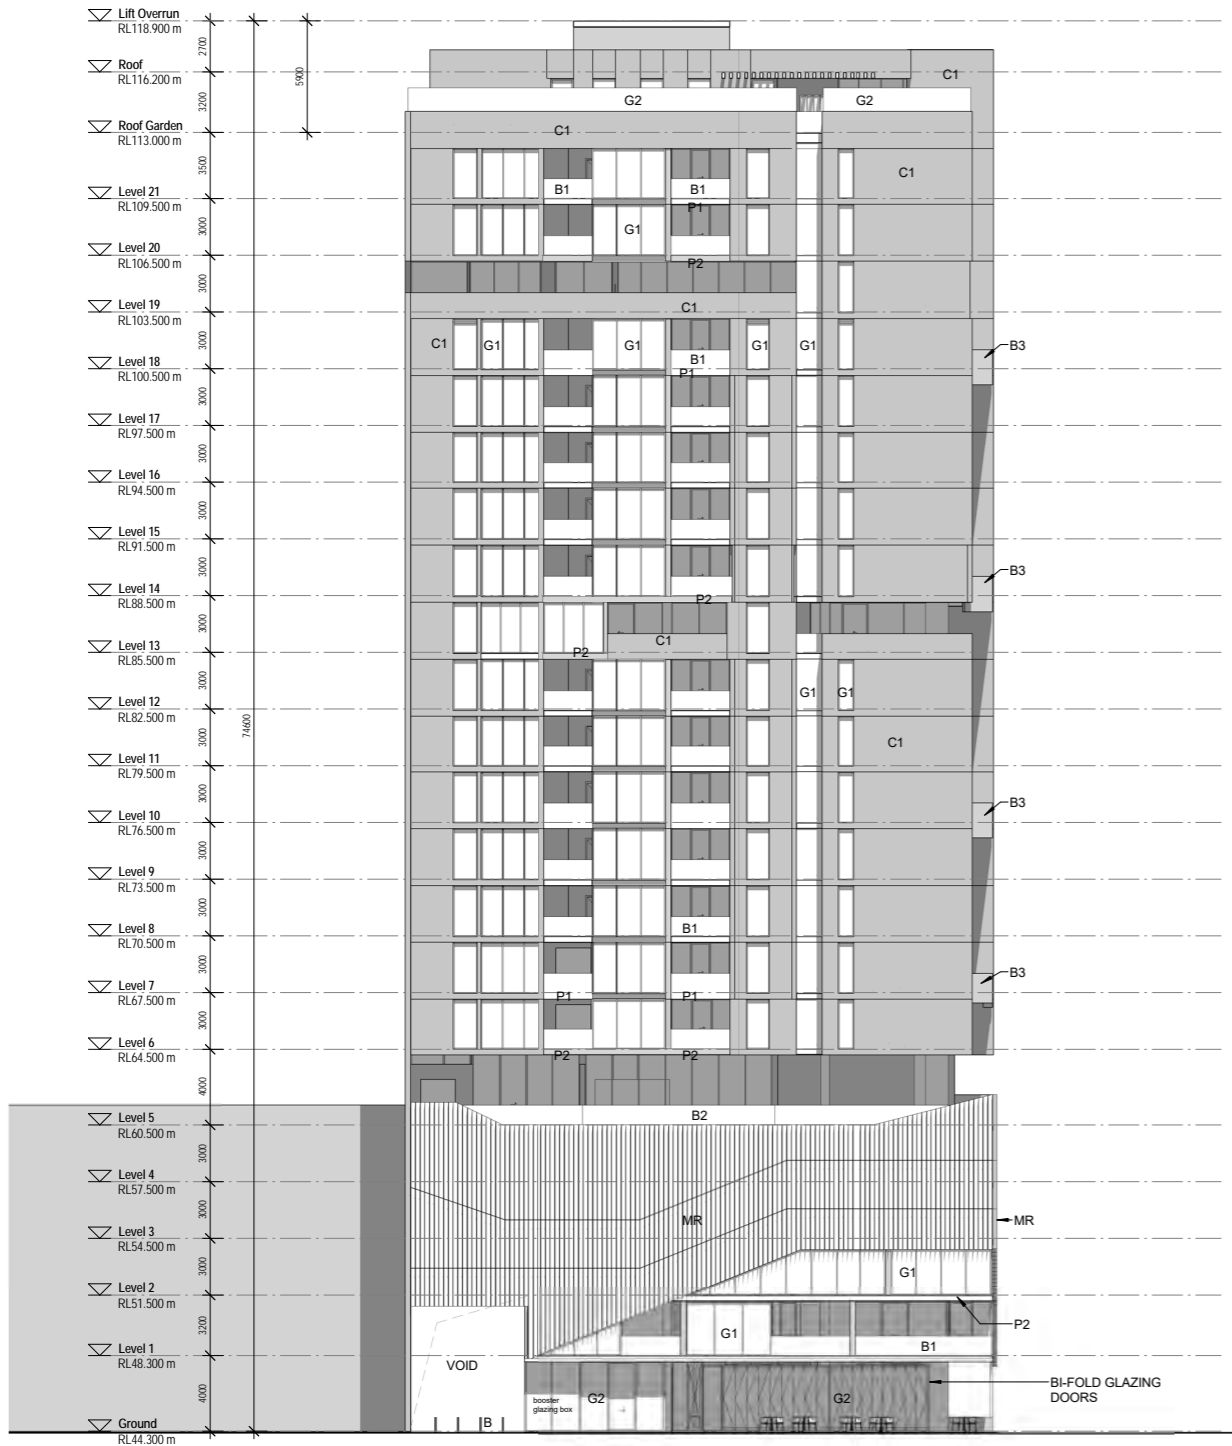 Lift Overrun
RL118.900 m
2700
Roof
RL116.200 m
5900
C1
3200
G2
G2
Roof Garden
RL113.000 m
C1
3500
C1
Level 21
RL109.500 m
B1
B1
P1
3000
G1
Level 20
RL106.500 m
P2
3000
Level 19
RL103.500 m
C1
3000
C1
G1
G1
G1
G1
B3
B1
Level 18
RL100.500 m
P1
3000
Level 17
RL97.500 m
3000
Level 16
RL94.500 m
3000
Level 15
RL91.500 m
3000
B3
Level 14
RL88.500 m
P2
3000
C1
Level 13
RL85.500 m
P2
3000
G1
G1
Level 12
RL82.500 m
74600
3000
C1
Level 11
RL79.500 m
3000
B3
Level 10
RL76.500 m
3000
Level 9
RL73.500 m
3000
Level 8
RL70.500 m
B1
3000
B3
Level 7
RL67.500 m
P1
P1
3000
Level 6
RL64.500 m
P2
P2
4000
Level 5
RL60.500 m
B2
3000
Level 4
RL57.500 m
3000
MR
MR
Level 3
RL54.500 m
3000
G1
Level 2
RL51.500 m
P2
3200
G1
B1
Level 1
RL48.300 m
VOID
BI-FOLD GLAZING
DOORS
4000
booster
glazing box
G2
G2
B
Ground
RL44.300 m